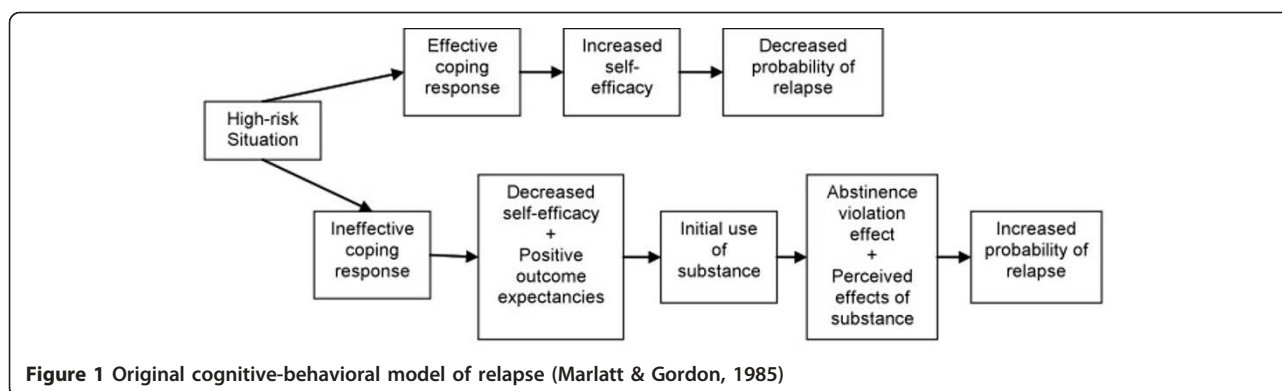 High-risk
Situation
Effective
coping
response
Increased
self-
efficacy
Decreased
probability of
relapse
Ineffective
coping
response
Decreased
self-efficacy
+
Positive
outcome
expectancies
Initial use
of
substance
Abstinence
violation
effect
+
Perceived
effects of
substance
Increased
probability of
relapse
Figure 1 Original cognitive-behavioral model of relapse (Marlatt & Gordon, 1985)